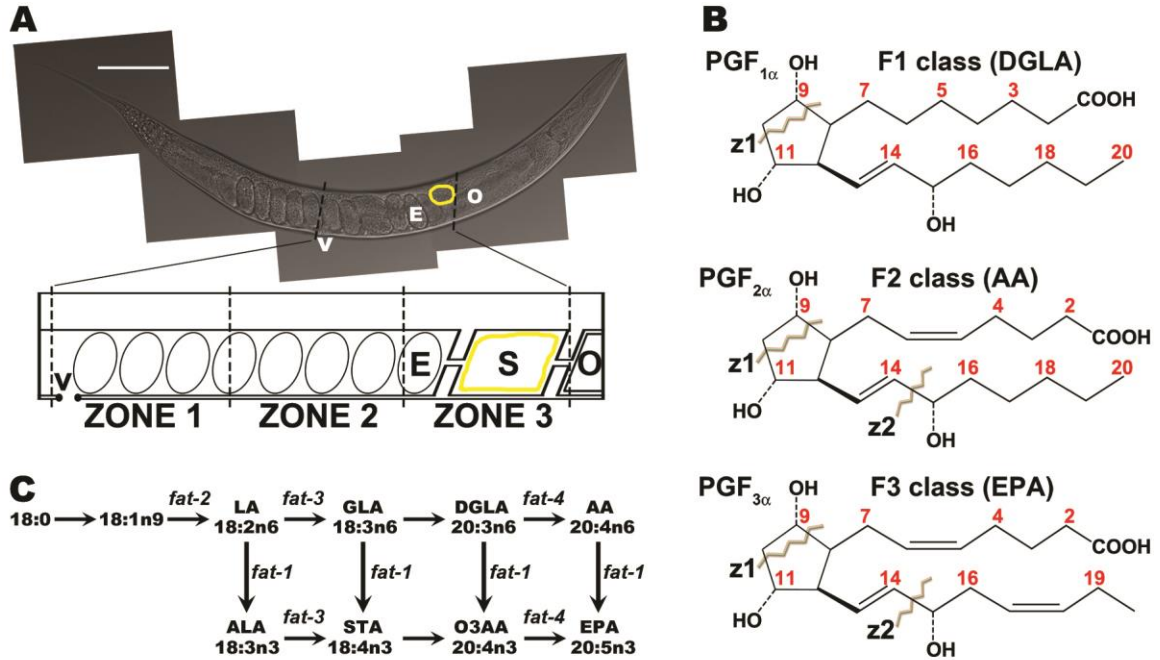 A
V
E
O
V
E
S
O
ZONE 1
ZONE 2
ZONE 3
B
PGF1α
OH
F1 class (DGLA)
9
7
5
3
COOH
z1
11
14
16
18
20
HO
OH
PGF2α
OH
F2 class (AA)
9
7
4
2
COOH
z1
11
14
16
18
20
HO
z2
OH
PGF3α
OH
F3 class (EPA)
9
7
4
2
COOH
z1
11
14
16
19
HO
z2
OH
C
fat-2
fat-3
fat-4
LA
GLA
DGLA
AA
18:0
18:1n9
18:2n6
18:3n6
20:3n6
20:4n6
fat-1
fat-1
fat-1
fat-1
fat-3
fat-4
ALA
STA
O3AA
EPA
18:3n3
18:4n3
20:4n3
20:5n3